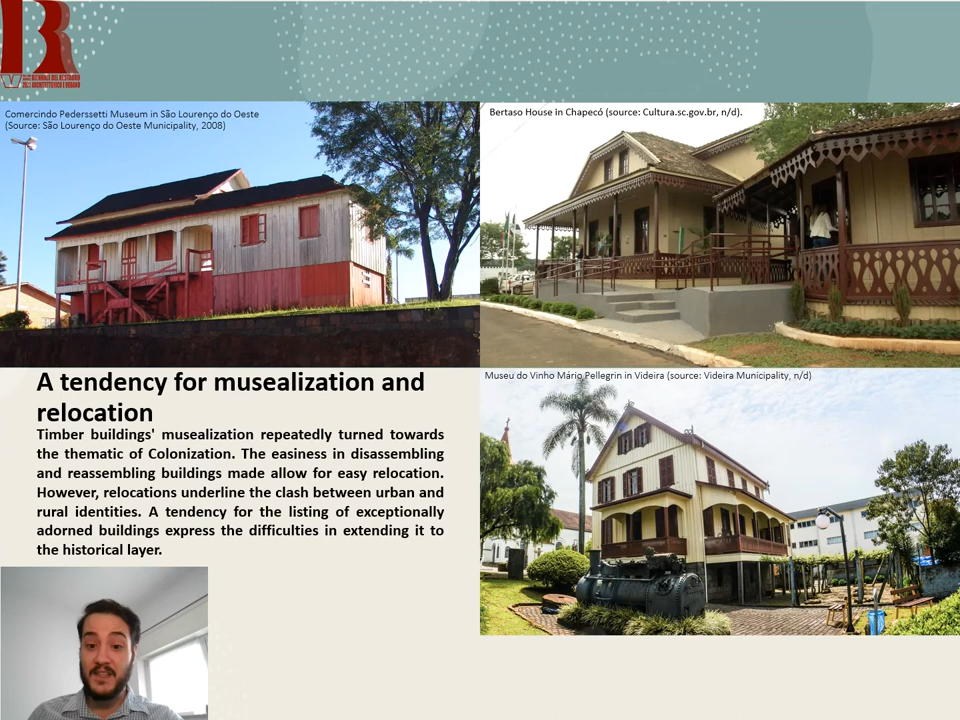 R
Comercindo Pederssetti Museum in São Lourenço do Oeste
(Source: São Lourenço do Oeste Municipality, 2008)
Bertaso House in Chapecó (source: Cultura.sc.gov.br, n/d).
A tendency for musealization and
relocation
Timber buildings' musealization repeatedly turned towards
the thematic of Colonization. The easiness in disassembling
and reassembling buildings made allow for easy relocation.
However, relocations underline the clash between urban and
rural identities. A tendency for the listing of exceptionally
adorned buildings express the difficulties in extending it to
the historical layer.
Museu do Vinho Mário Pellegrin in Videira (source: Videira Municipality, n/d)